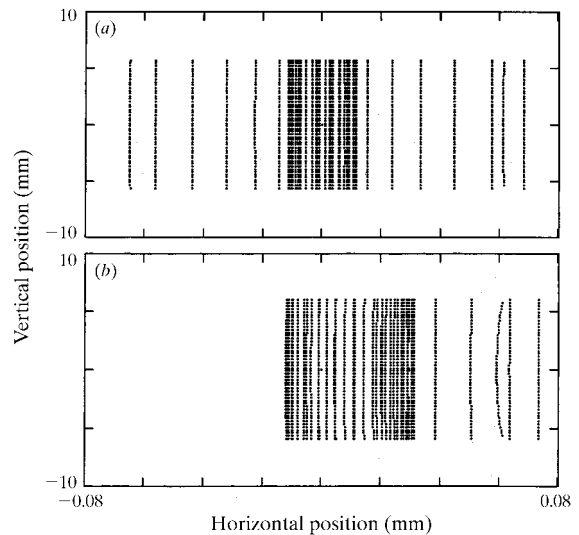 10
(a)
−10
10
(b)
−10
Vertical position (mm)
−0.08
0.08
Horizontal position (mm)